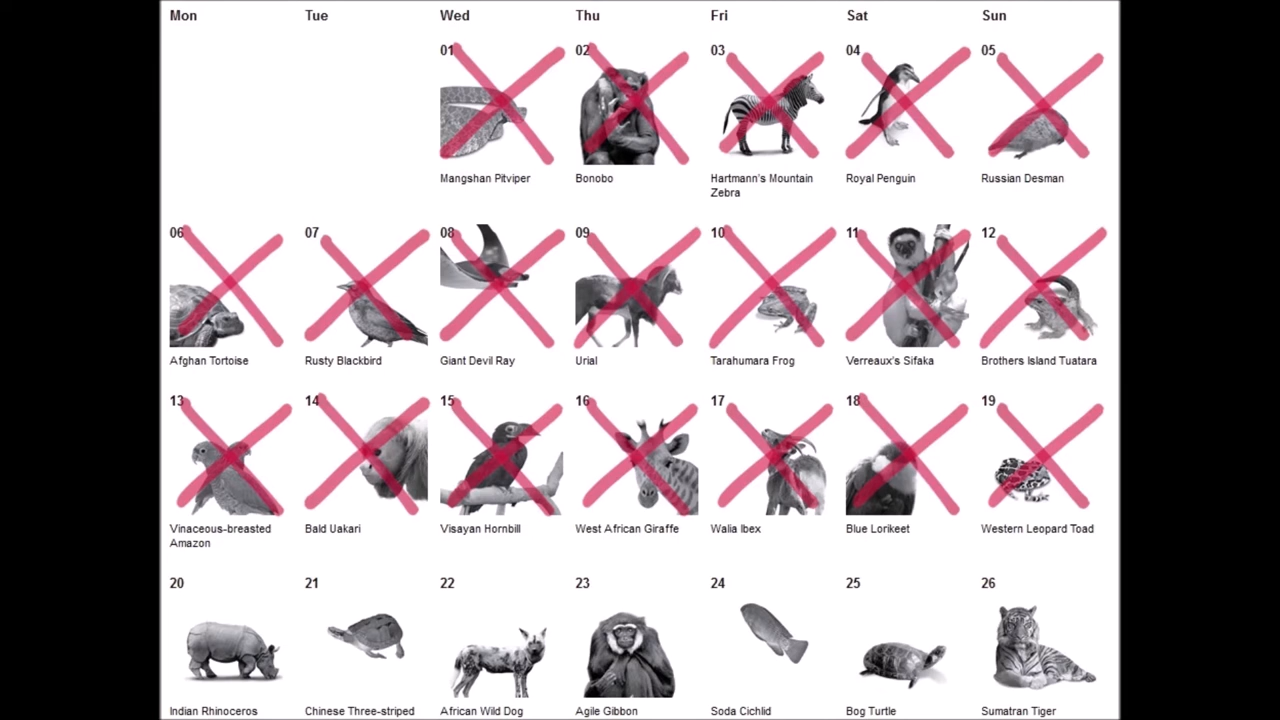 Mon Tue Wed Thu Fri Sat Sun
01 02 03 04 05
Mangshan Pitviper Bonobo Hartmann's Mountain Royal Penguin Russian Desman
Zebra
06 07 08 09 10 11 12
Afghan Tortoise Rusty Blackbird Giant Devil Ray Urial Tarahumara Frog Verreaux's Sifaka Brothers Island Tuatara
13 14 15 16 17 18 19
Vinaceous-breasted Bald Uakari Visayan Hornbill West African Giraffe Walia Ibex Blue Lorikeet Western Leopard Toad
Amazon
20 21 22 23 24 25 26
Indian Rhinoceros Chinese Three-striped African Wild Dog Agile Gibbon Soda Cichlid Bog Turtle Sumatran Tiger